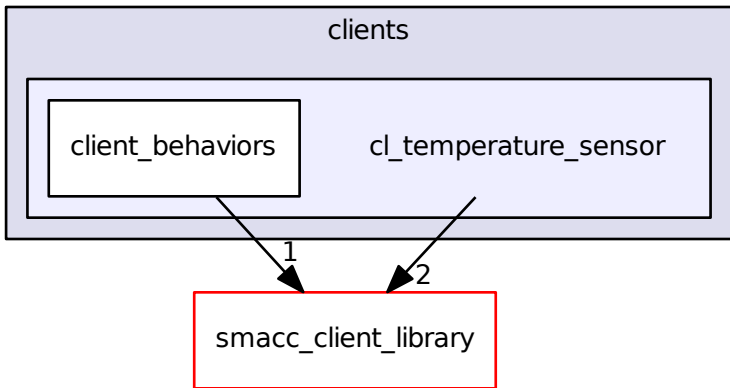 clients
client_behaviors
cl_temperature_sensor
1
2
smacc_client_library